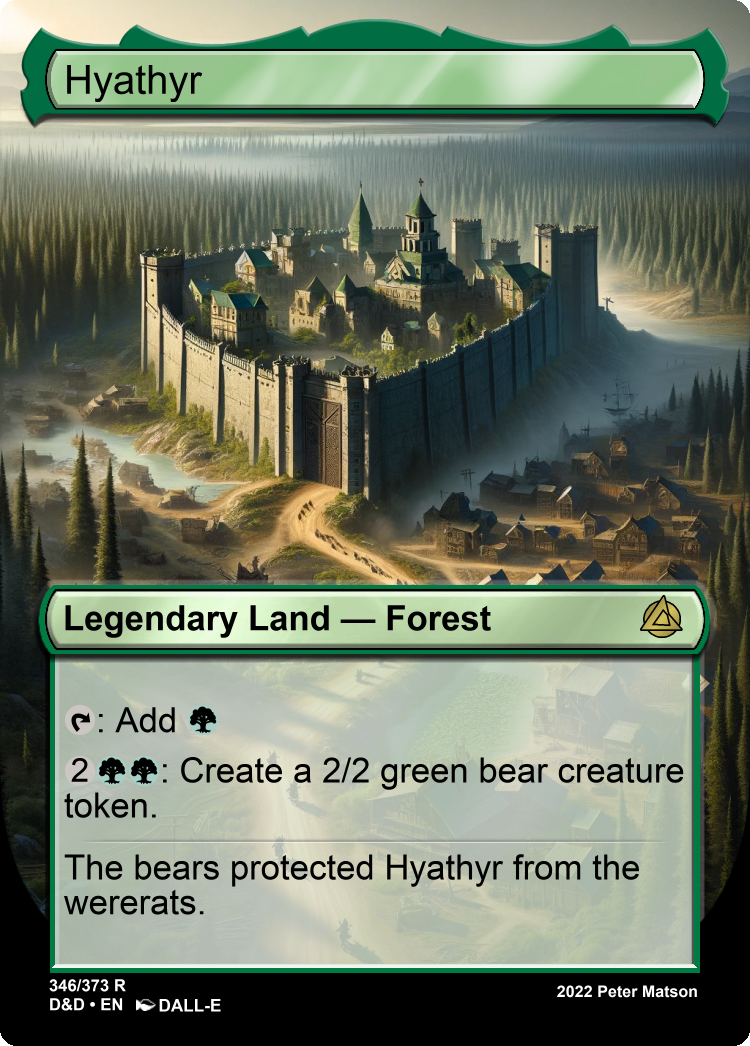 Hyathyr
Legendary Land — Forest
: Add
2 : Create a 2/2 green bear creature
token.
The bears protected Hyathyr from the
wererats.
346/373 R
D&D • EN DALL-E
2022 Peter Matson